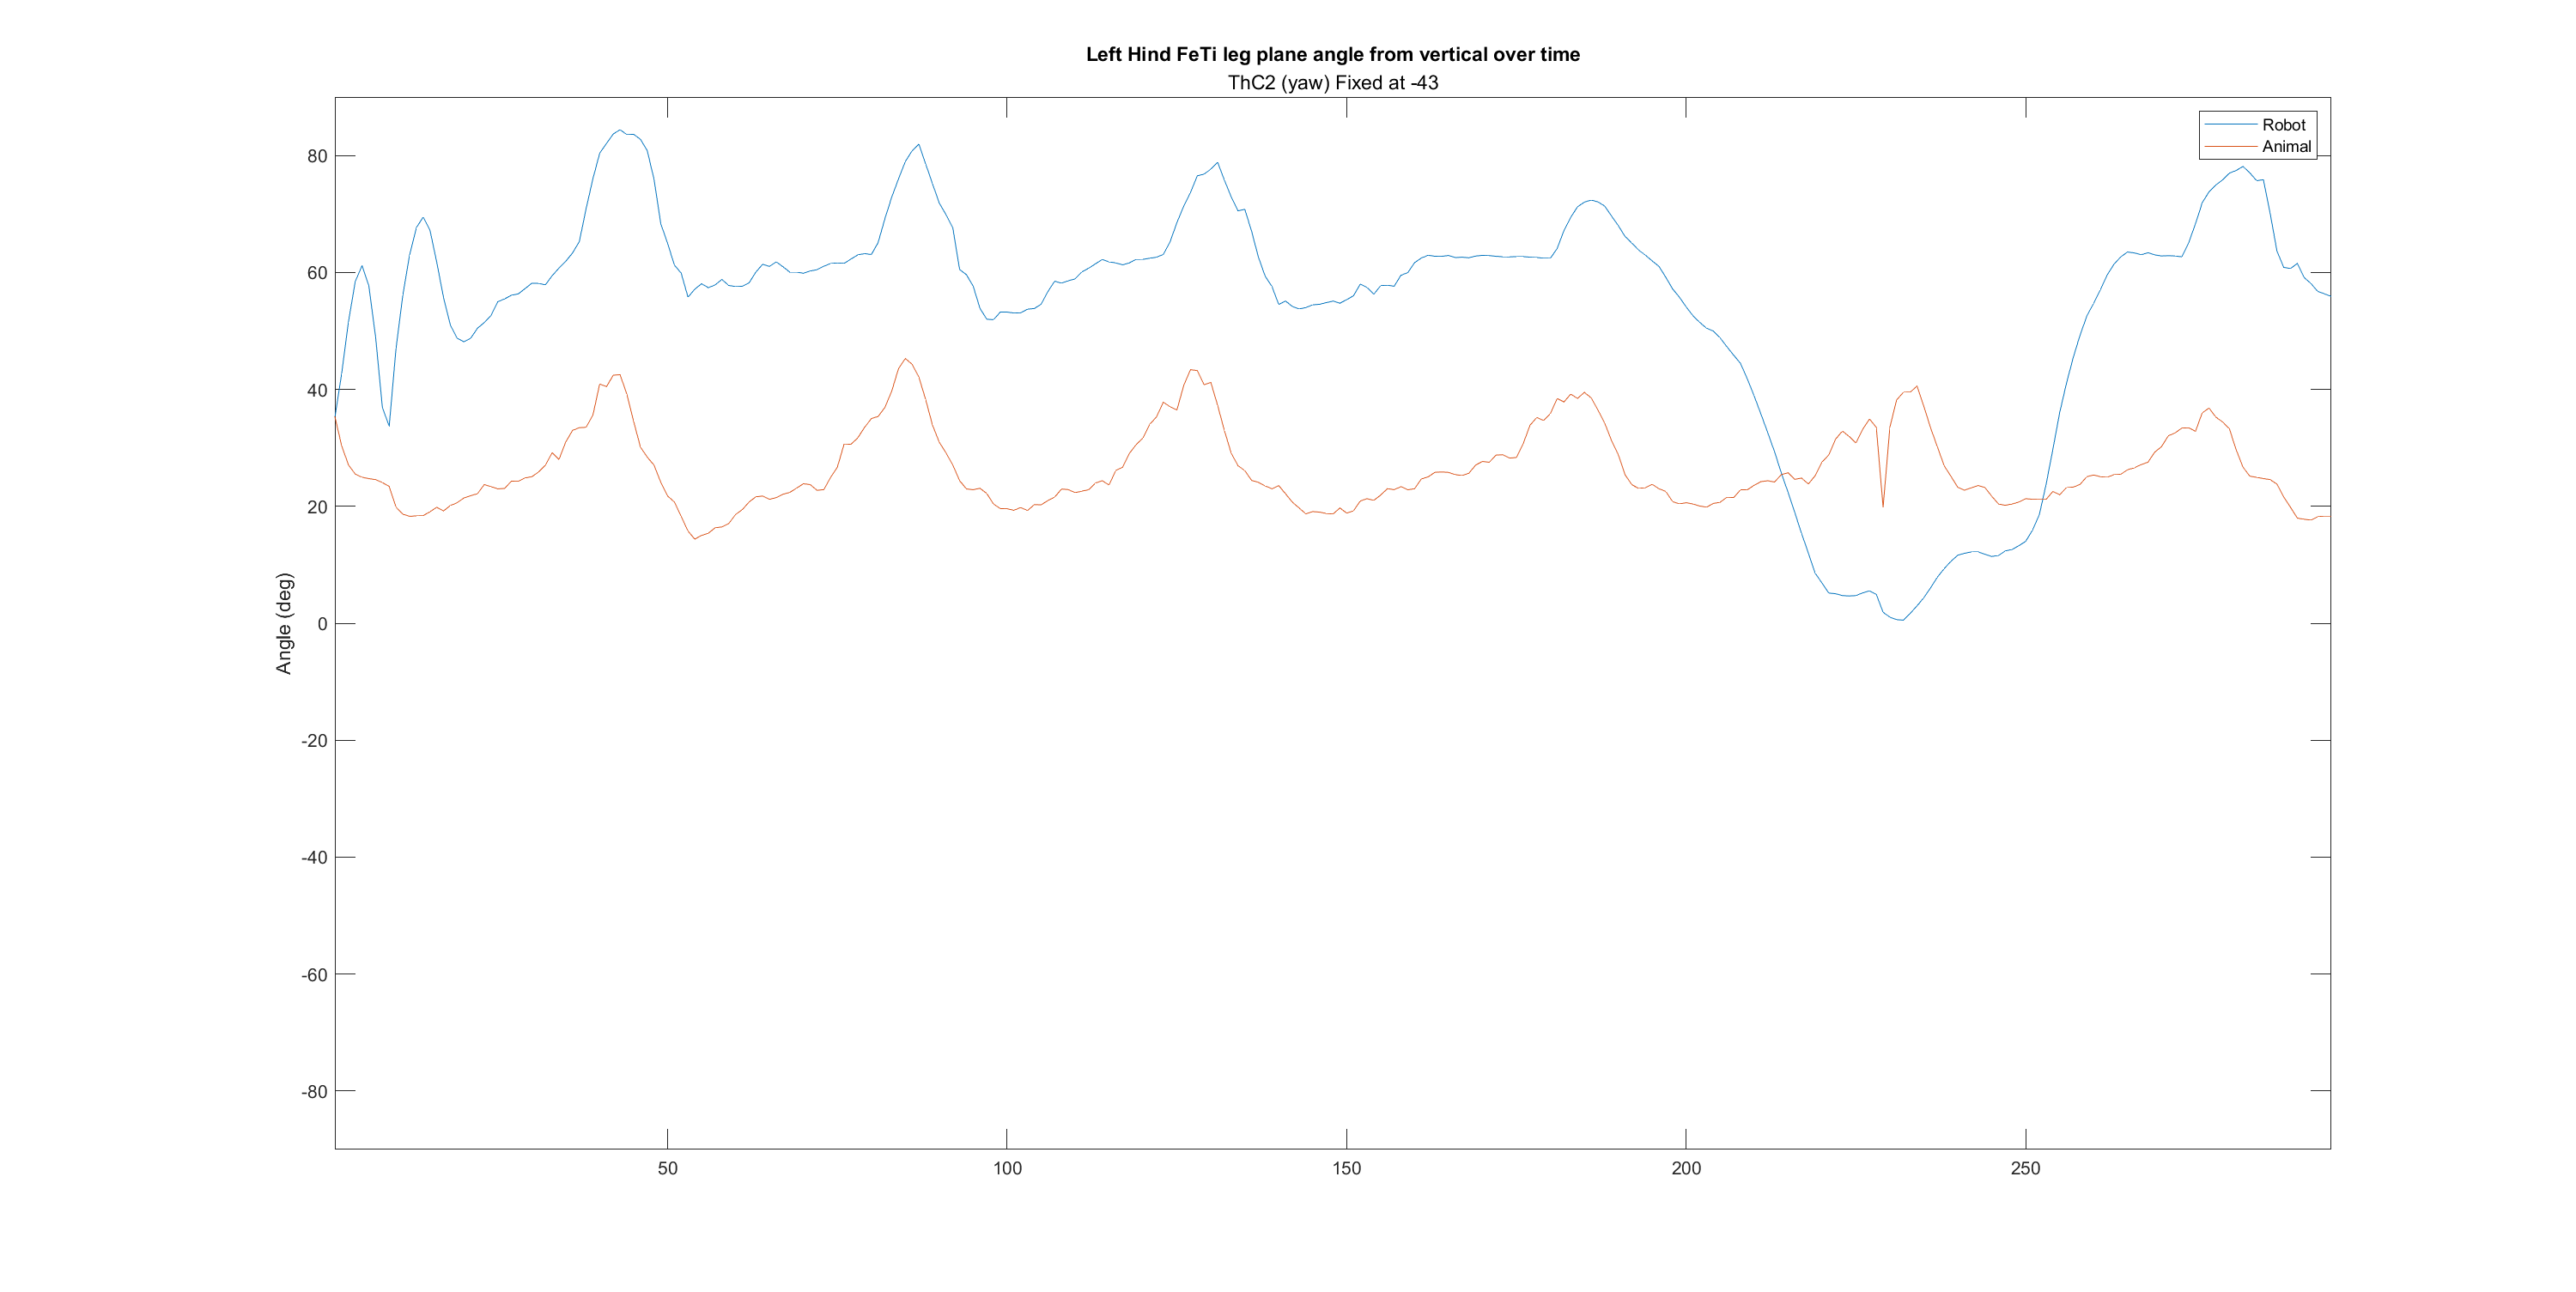 Left Hind FeTi leg plane angle from vertical over time
ThC2 (yaw) Fixed at -43
Robot
Animal
80
60
40
20
0
-20
-40
-60
-80
Angle (deg)
50
100
150
200
250